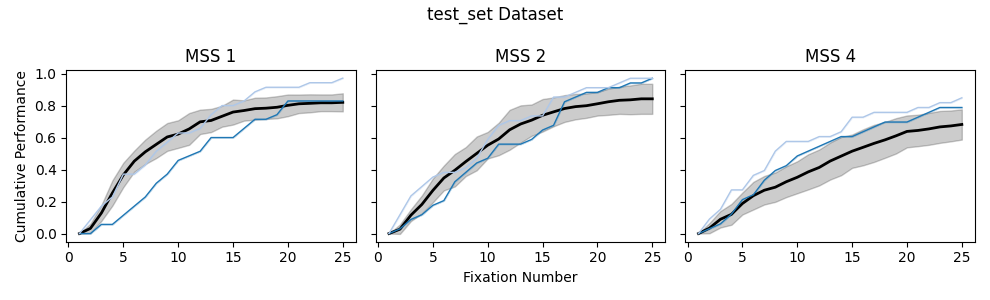 test_set Dataset
MSS 1
MSS 2
MSS 4
Cumulative Performance
1.0
0.8
0.6
0.4
0.2
0.0
0 5 10 15 20 25
0 5 10 15 20 25
0 5 10 15 20 25
Fixation Number